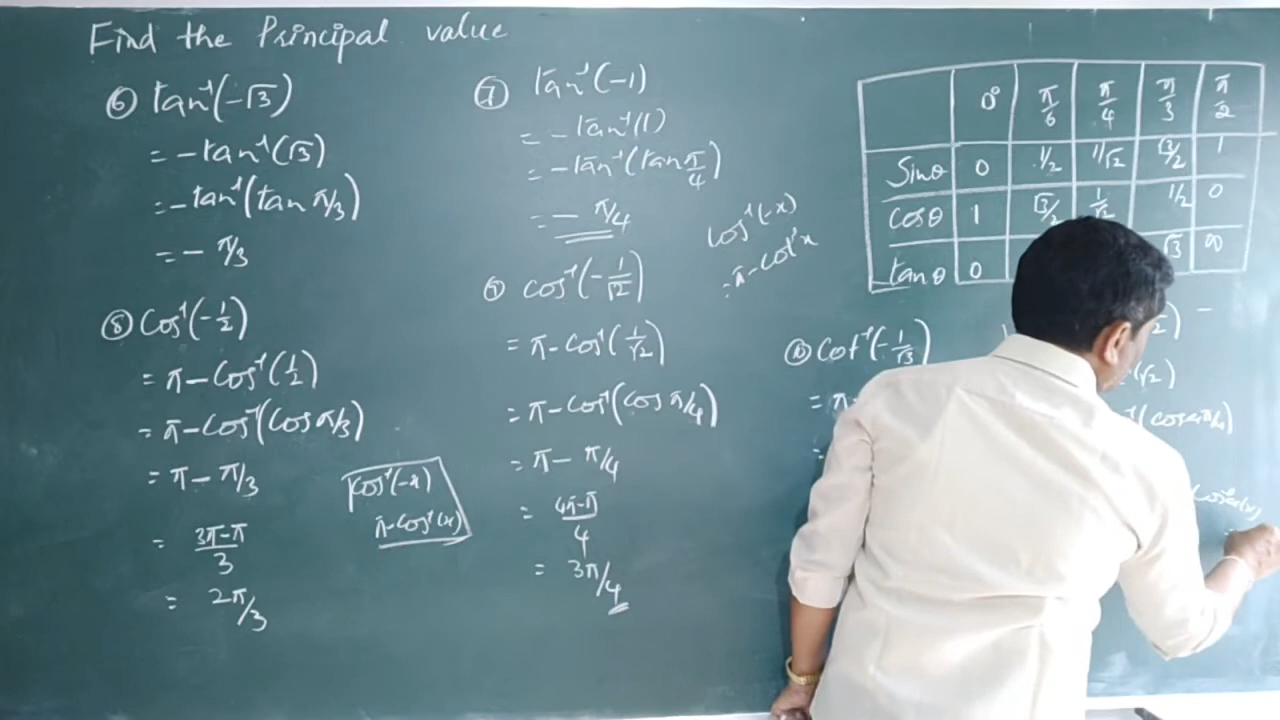 Find the Principal value
⑥ tan⁻¹(-√3)
= -tan⁻¹(√3)
= -tan⁻¹(tan π/3)
= - π/3
⑧ Cos⁻¹(-1/2)
= π - Cos⁻¹(1/2)
= π - Cos⁻¹(Cos π/3)
= π - π/3
= 3π-π/3
= 2π/3
Cos⁻¹(-x)
π-Cos⁻¹(x)
⑦ tan⁻¹(-1)
= -tan⁻¹(1)
= -tan⁻¹(tan π/4)
= - π/4
Cos⁻¹(-1/√2)
= π - Cos⁻¹(1/√2)
= π - Cos⁻¹(Cos π/4)
= π - π/4
= 4π-π/4
= 3π/4
Cos⁻¹(-x)
= π - Cos⁻¹x
0° π/6 π/4 π/3 π/2
Sinθ 0 1/2 1/√2 √3/2 1
Cosθ 1 √3/2 1/√2 1/2 0
tanθ 0 √3 ∞
⑩ Cot⁻¹(-1/√3)
= π-
=
(√2)
(Cosec π/4)
Cosec⁻¹(x)